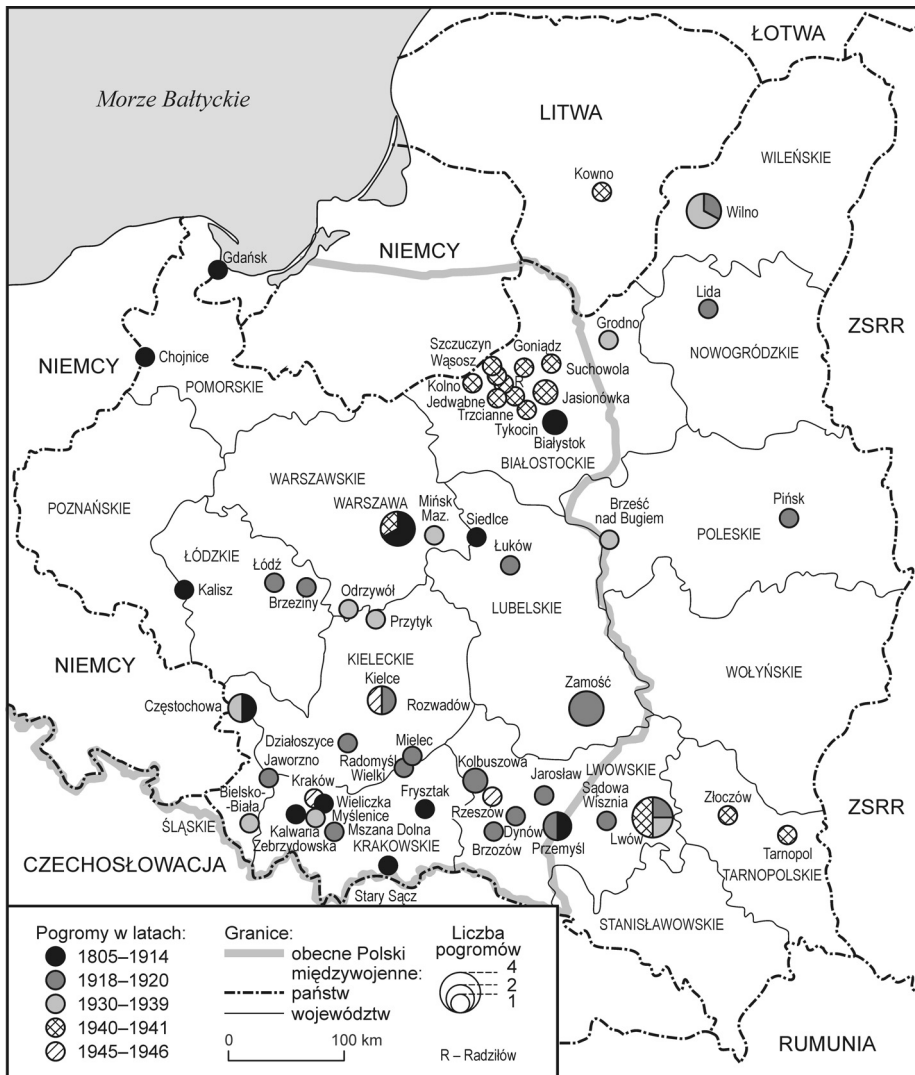 ŁOTWA
Morze Bałtyckie
LITWA
WILEŃSKIE
Kowno
Wilno
NIEMCY
Gdańsk
Lida
Grodno
ZSRR
Szczuczyn
Goniądz
Wąsosz
NIEMCY
Chojnice
Suchowola
NOWOGRÓDZKIE
R
Kolno
POMORSKIE
Jedwabne
Jasionówka
Trzcianne
Tykocin
Białystok
BIAŁOSTOCKIE
WARSZAWSKIE
POZNAŃSKIE
WARSZAWA
Mińsk
Maz.
Siedlce
Brześć
nad Bugiem
Pińsk
POLESKIE
ŁÓDZKIE
Łódź
Łuków
Kalisz
Brzeziny
Odrzywół
Przytyk
LUBELSKIE
NIEMCY
KIELECKIE
WOŁYŃSKIE
Kielce
Zamość
Częstochowa
Rozwadów
Działoszyce
Mielec
Jaworzno
Radomyśl
Wielki
Kolbuszowa
Jarosław
LWOWSKIE
Sądowa
Wisznia
Kraków
Bielsko-
-Biała
Wieliczka
Frysztak
Złoczów
ZSRR
Myślenice
Rzeszów
ŚLĄSKIE
Kalwaria
Zebrzydowska
Mszana Dolna
Dynów
Lwów
Brzozów
Przemyśl
Tarnopol
KRAKOWSKIE
CZECHOSŁOWACJA
TARNOPOLSKIE
Stary Sącz
STANISŁAWOWSKIE
RUMUNIA
Pogromy w latach:
1805–1914
1918–1920
1930–1939
1940–1941
1945–1946
Granice:
obecne Polski
międzywojenne:
państw
województw
0 100 km
Liczba
pogromów
4
2
1
R – Radziłów